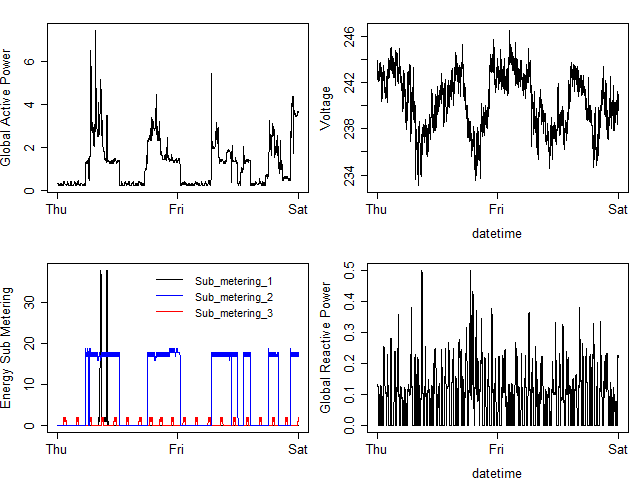 Global Active Power
6
4
2
0
Thu Fri Sat
Voltage
246
242
238
234
Thu Fri Sat
datetime
Energy Sub Metering
30
20
10
0
Sub_metering_1
Sub_metering_2
Sub_metering_3
Thu Fri Sat
Global Reactive Power
0.5
0.4
0.3
0.2
0.1
0.0
Thu Fri Sat
datetime